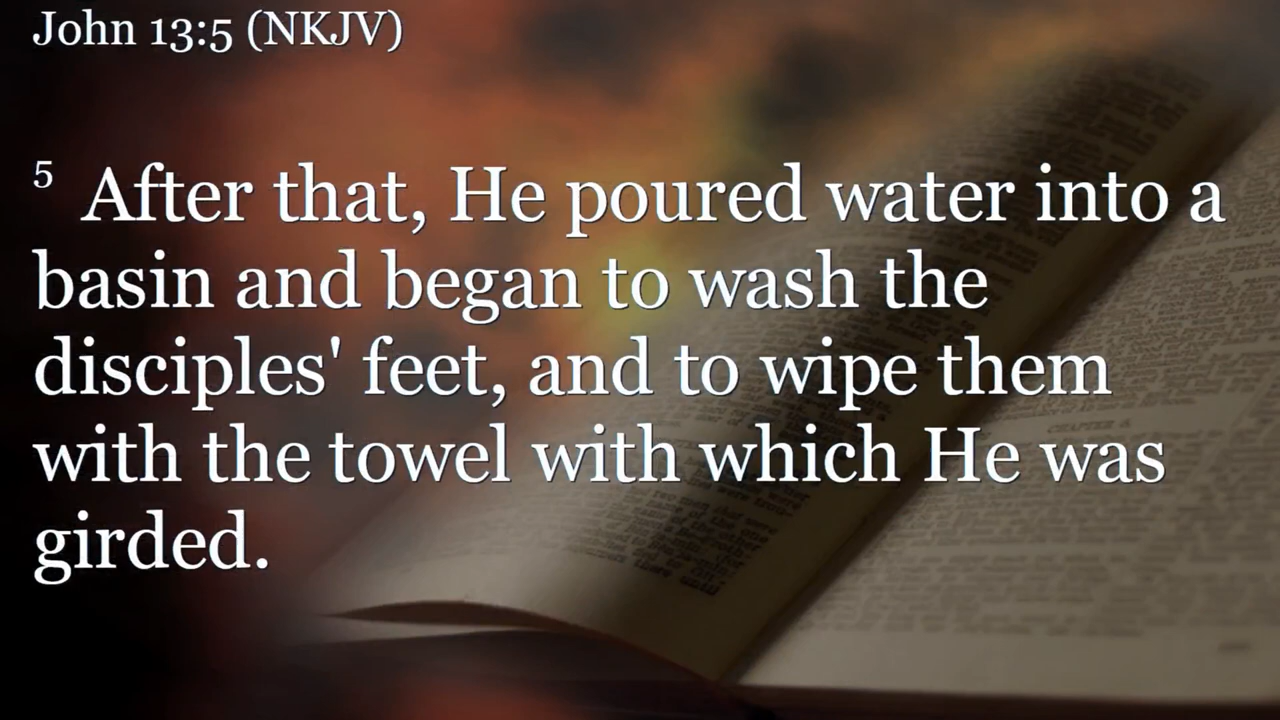 John 13:5 (NKJV)
5 After that, He poured water into a
basin and began to wash the
disciples' feet, and to wipe them
with the towel with which He was
girded.